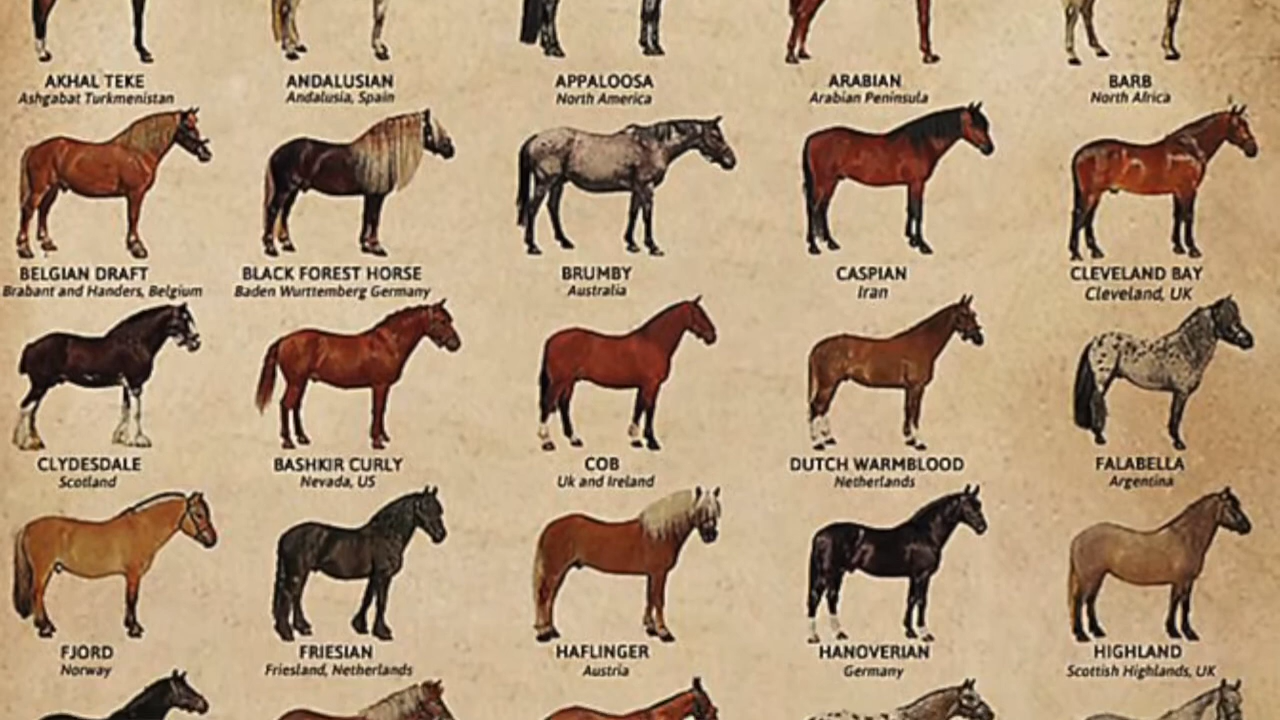 AKHAL TEKE
Ashgabat Turkmenistan
ANDALUSIAN
Andalusia, Spain
APPALOOSA
North America
ARABIAN
Arabian Peninsula
BARB
North Africa
BELGIAN DRAFT
Brabant and Handers, Belgium
BLACK FOREST HORSE
Baden Wurttemberg Germany
BRUMBY
Australia
CASPIAN
Iran
CLEVELAND BAY
Cleveland, UK
CLYDESDALE
Scotland
BASHKIR CURLY
Nevada, US
COB
Uk and Ireland
DUTCH WARMBLOOD
Netherlands
FALABELLA
Argentina
FJORD
Norway
FRIESIAN
Friesland, Netherlands
HAFLINGER
Austria
HANOVERIAN
Germany
HIGHLAND
Scottish Highlands, UK